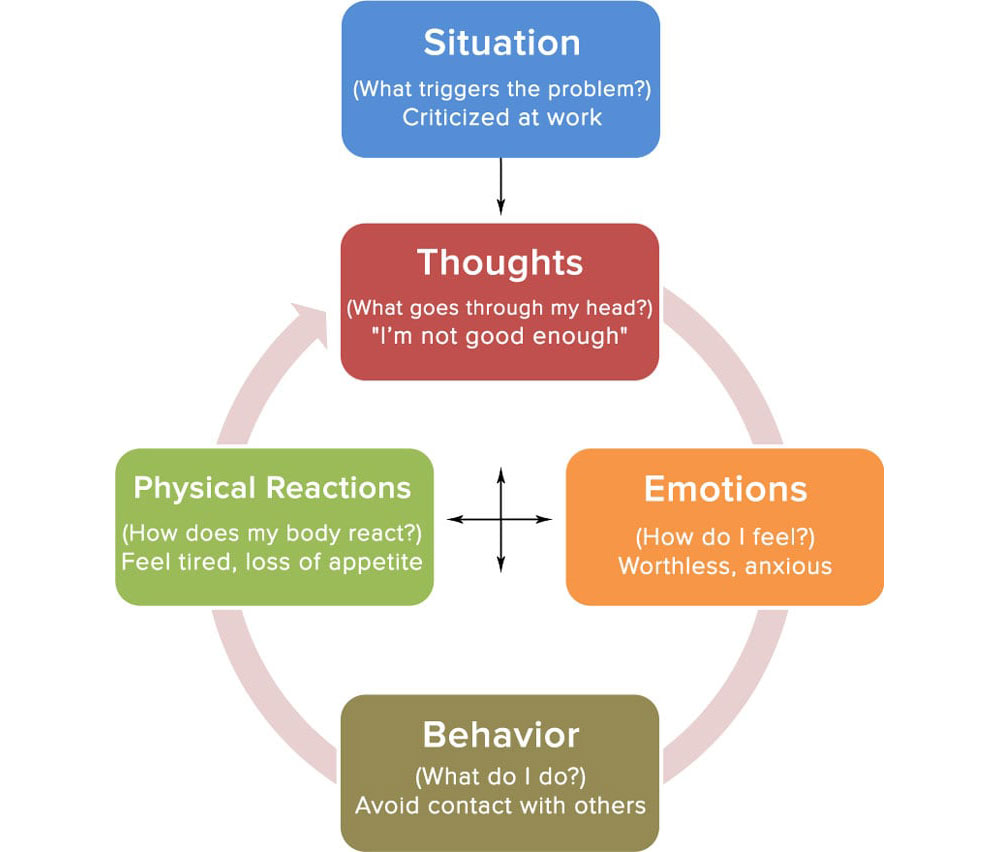 Situation
(What triggers the problem?)
Criticized at work
Thoughts
(What goes through my head?)
"I’m not good enough"
Physical Reactions
(How does my body react?)
Feel tired, loss of appetite
Emotions
(How do I feel?)
Worthless, anxious
Behavior
(What do I do?)
Avoid contact with others